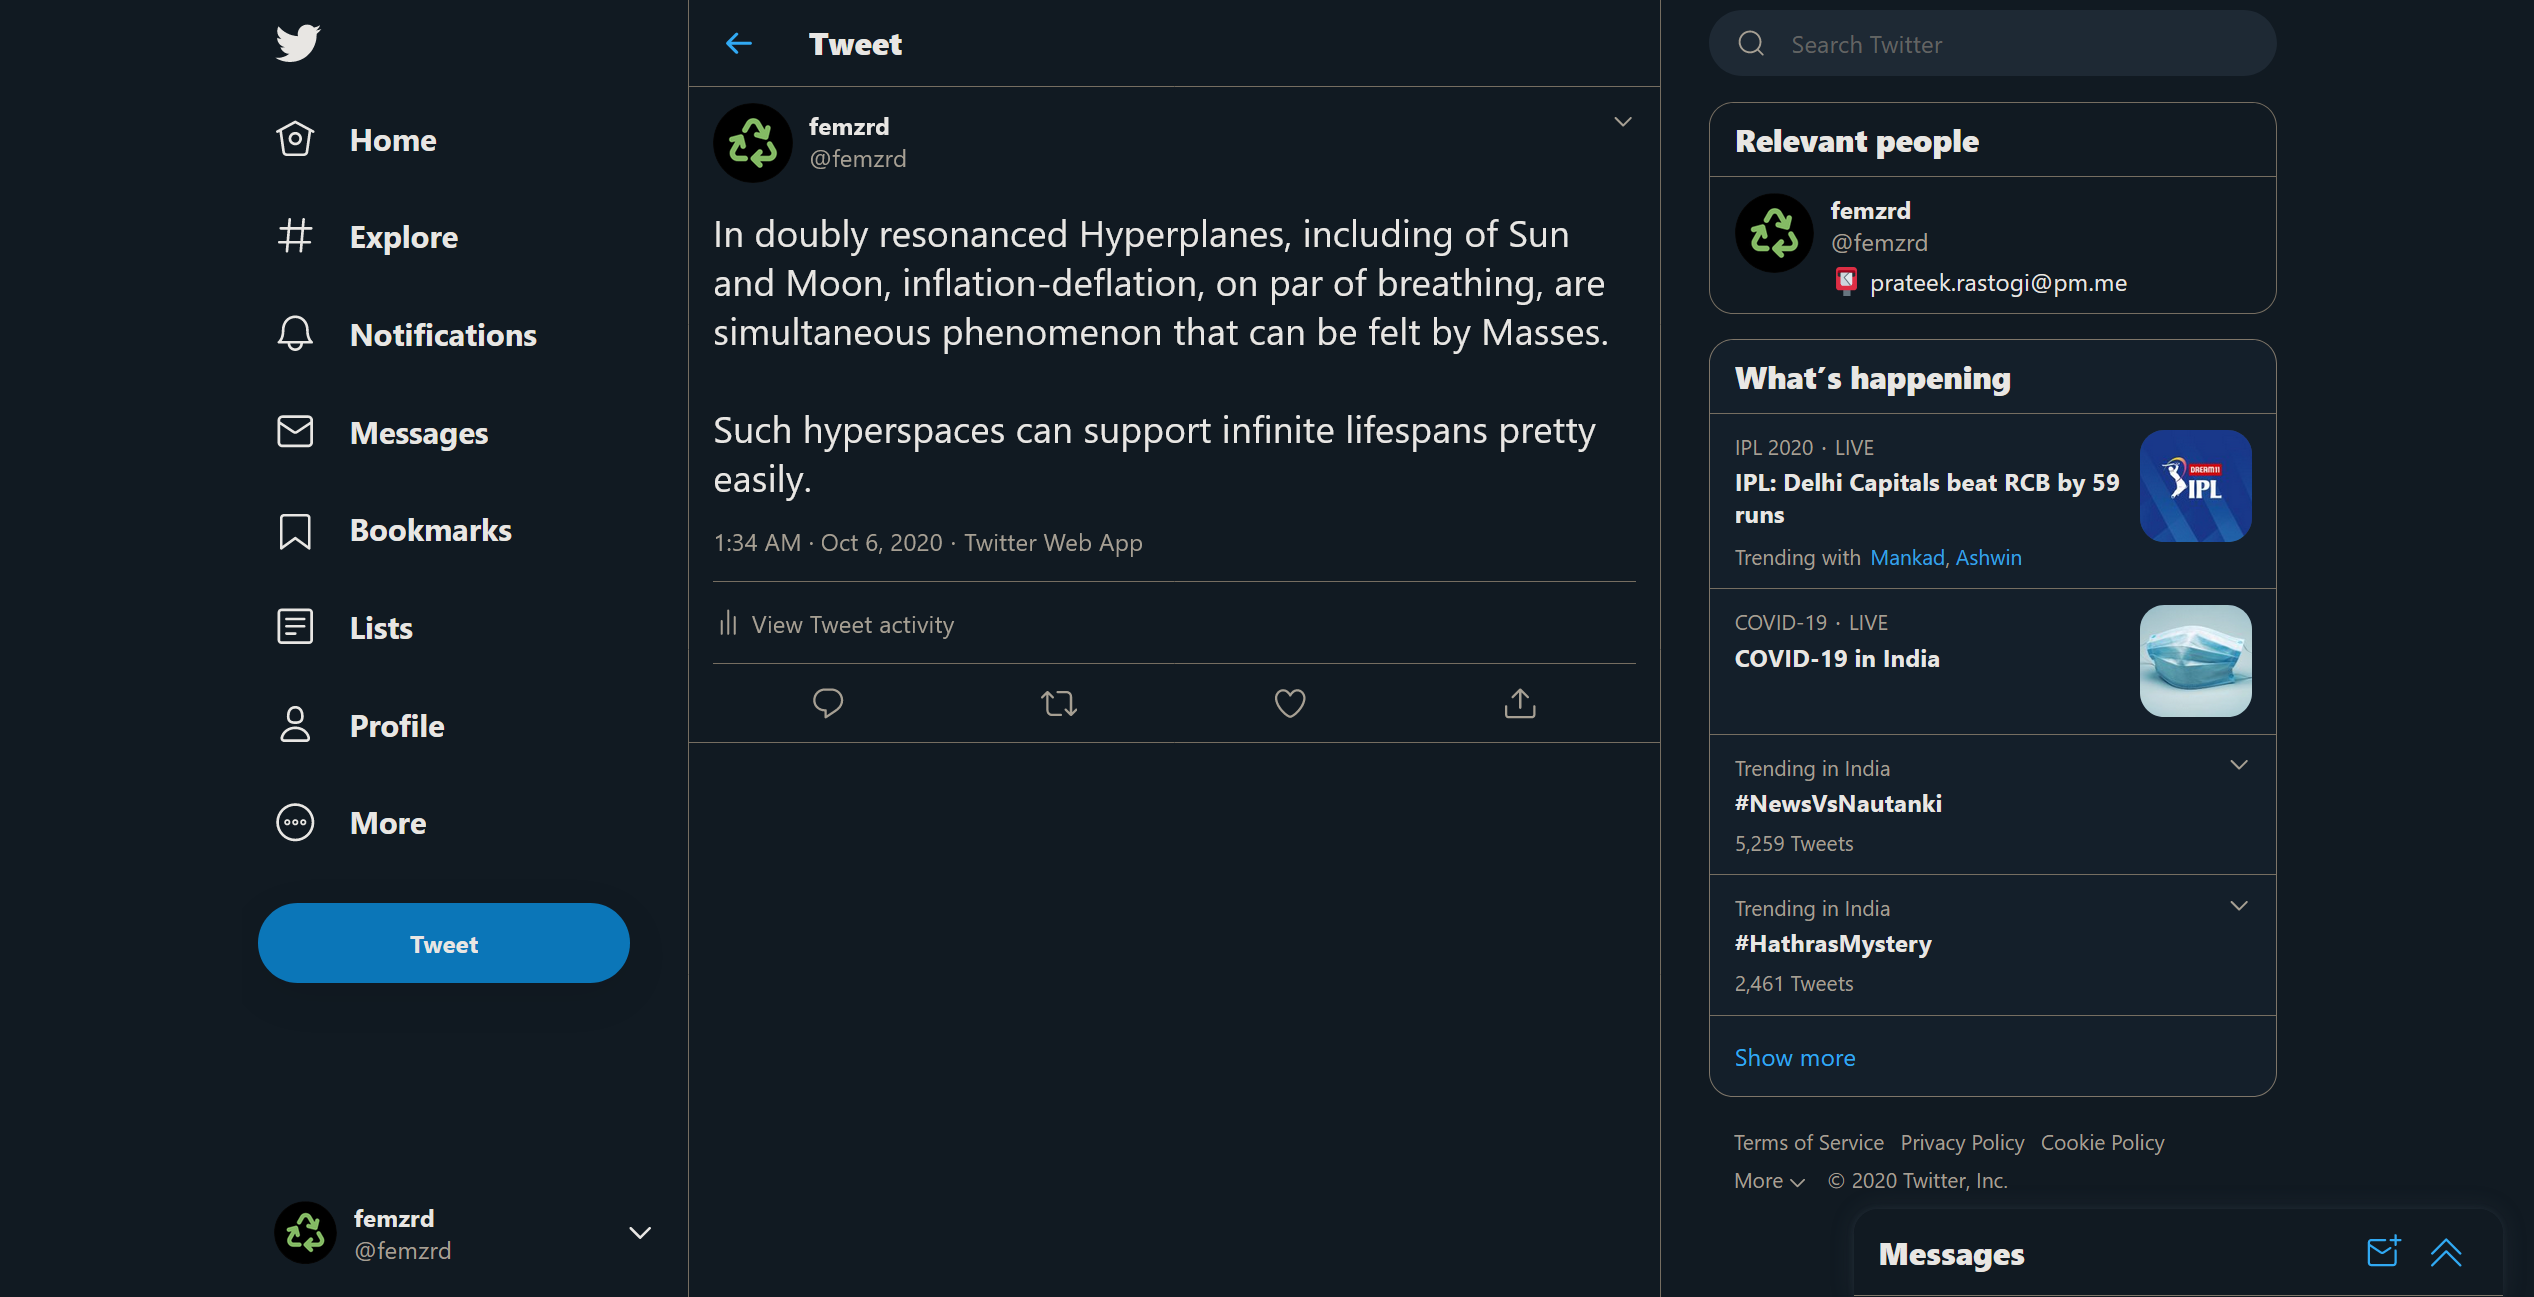 Home
Explore
Notifications
Messages
Bookmarks
Lists
Profile
More
Tweet
femzrd
@femzrd
Tweet
femzrd
@femzrd
In doubly resonanced Hyperplanes, including of Sun
and Moon, inflation-deflation, on par of breathing, are
simultaneous phenomenon that can be felt by Masses.
Such hyperspaces can support infinite lifespans pretty
easily.
1:34 AM · Oct 6, 2020 · Twitter Web App
View Tweet activity
Search Twitter
Relevant people
femzrd
@femzrd
prateek.rastogi@pm.me
What's happening
IPL 2020 · LIVE
IPL: Delhi Capitals beat RCB by 59
runs
Trending with Mankad, Ashwin
DREAM11
IPL
COVID-19 · LIVE
COVID-19 in India
Trending in India
#NewsVsNautanki
5,259 Tweets
Trending in India
#HathrasMystery
2,461 Tweets
Show more
Terms of Service Privacy Policy Cookie Policy
More © 2020 Twitter, Inc.
Messages